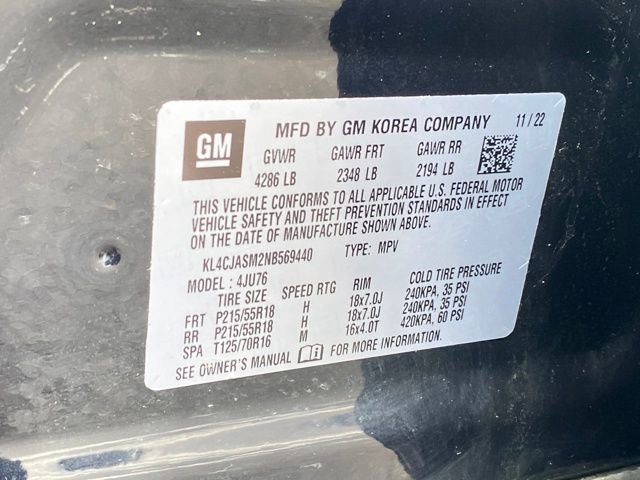 GM MFD BY GM KOREA COMPANY 11/22
GVWR GAWR FRT GAWR RR
4286 LB 2348 LB 2194 LB
THIS VEHICLE CONFORMS TO ALL APPLICABLE U.S. FEDERAL MOTOR
VEHICLE SAFETY AND THEFT PREVENTION STANDARDS IN EFFECT
ON THE DATE OF MANUFACTURE SHOWN ABOVE.
KL4CJASM2NB569440 TYPE: MPV
MODEL: 4JU76
TIRE SIZE SPEED RTG RIM COLD TIRE PRESSURE
FRT P215/55R18 H 18x7.0J 240KPA, 35 PSI
RR P215/55R18 H 18x7.0J 240KPA, 35 PSI
SPA T125/70R16 M 16x4.0T 420KPA, 60 PSI
SEE OWNER'S MANUAL i FOR MORE INFORMATION.